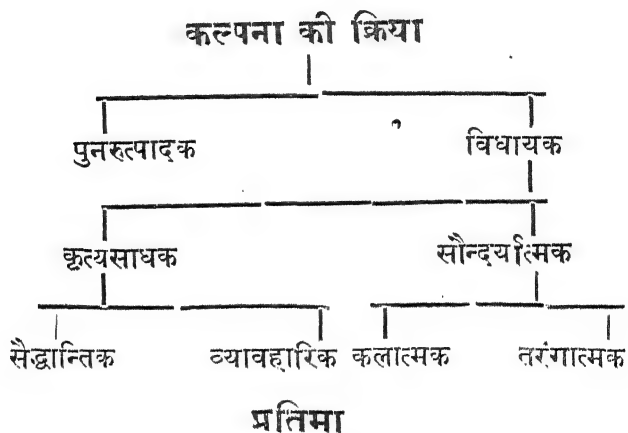 कल्पना की क्रिया
पुनरुत्पादक विधायक
कृत्यसाधक सौन्दर्यात्मक
सैद्धान्तिक व्यावहारिक कलात्मक तरंगात्मक
प्रतिमा